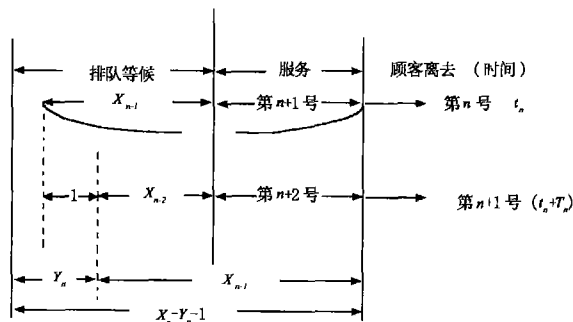 排队等候 服务 顾客离去 (时间)
X_{n-1} 第n+1号 第n号 t_n
1 X_{n-2} 第n+2号 第n+1号 (t_n+T_n)
Y_n X_{n-1}
X_n-Y_n-1